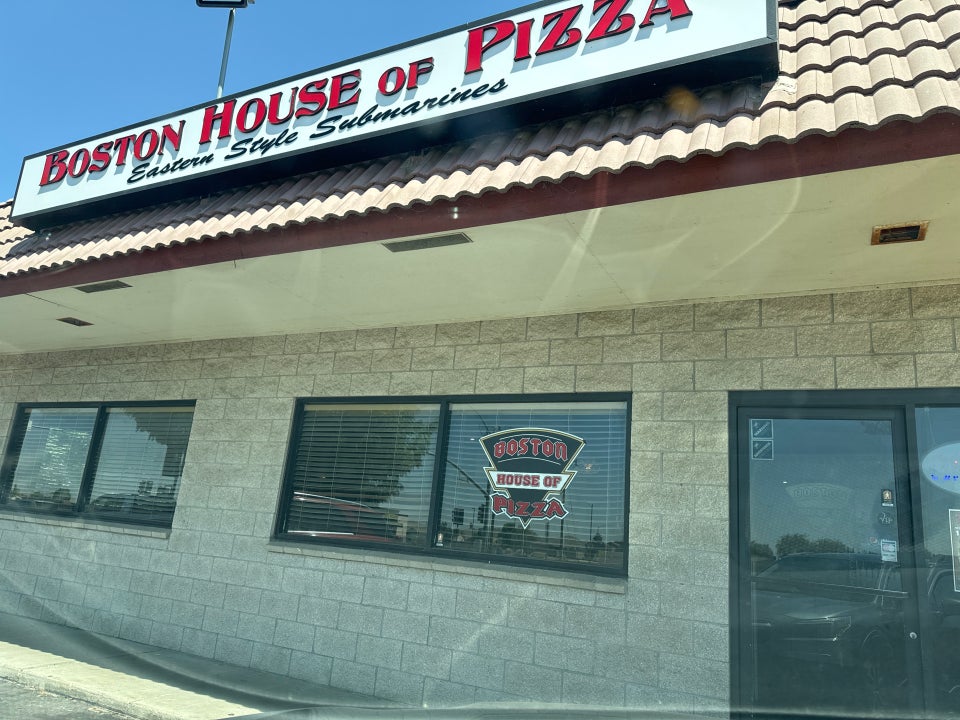 BOSTON HOUSE OF PIZZA
Eastern Style Submarines
BOSTON
HOUSE OF
PIZZA